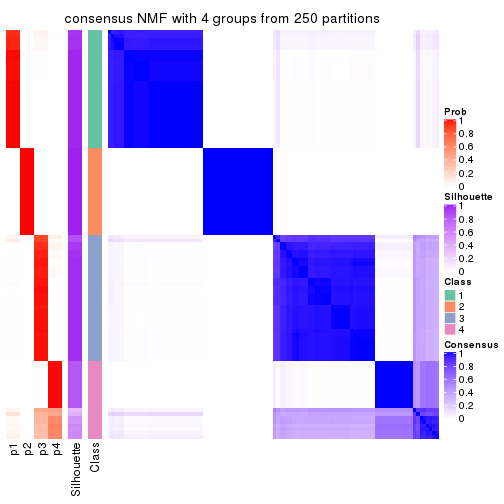 consensus NMF with 4 groups from 250 partitions
Prob
1
0.8
0.6
0.4
0.2
0
Silhouette
1
0.8
0.6
0.4
0.2
0
Class
1
2
3
4
Consensus
1
0.8
0.6
0.4
0.2
0
p1
p2
p3
p4
Silhouette
Class